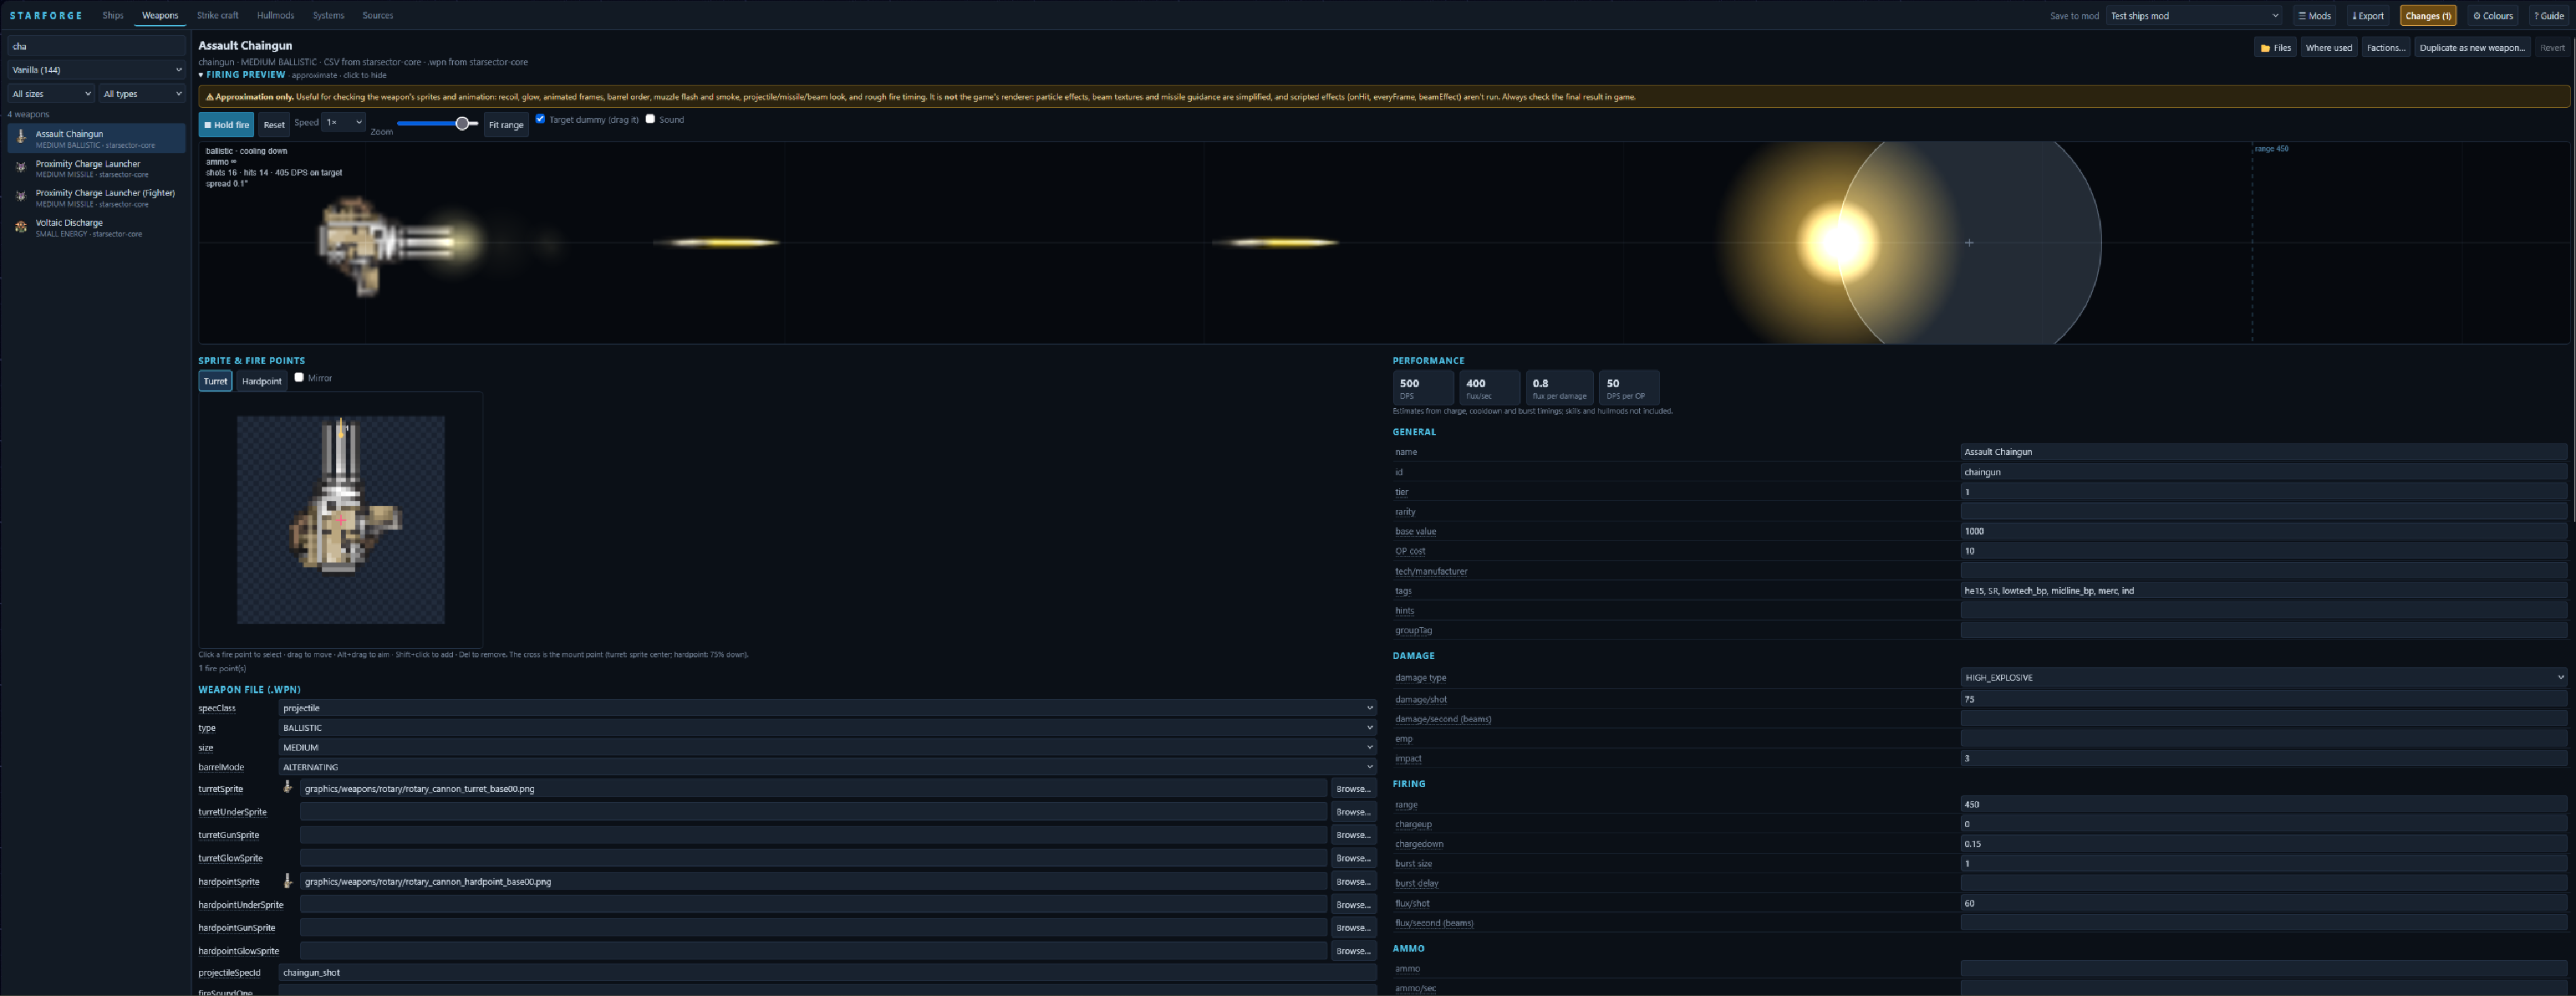 STARFORGE Ships Weapons Strike craft Hullmods Systems Sources Save to mod Test ships mod ☰ Mods Export Changes (1) Colours ? Guide
cha
Vanilla (144)
All sizes All types
4 weapons
Assault Chaingun
MEDIUM BALLISTIC · starsector-core
Proximity Charge Launcher
MEDIUM MISSILE · starsector-core
Proximity Charge Launcher (Fighter)
MEDIUM MISSILE · starsector-core
Voltaic Discharge
SMALL ENERGY · starsector-core
Assault Chaingun
Files Where used Factions... Duplicate as new weapon... Revert
chaingun · MEDIUM BALLISTIC · CSV from starsector-core · .wpn from starsector-core
▾ FIRING PREVIEW · approximate · click to hide
⚠ Approximation only. Useful for checking the weapon's sprites and animation: recoil, glow, animated frames, barrel order, muzzle flash and smoke, projectile/missile/beam look, and rough fire timing. It is not the game's renderer: particle effects, beam textures and missile guidance are simplified, and scripted effects (onHit, everyFrame, beamEffect) aren't run. Always check the final result in game.
Hold fire Reset Speed 1× Zoom Fit range Target dummy (drag it) Sound
ballistic · cooling down
ammo ∞
shots 16 · hits 14 · 405 DPS on target
spread 0.1°
range 450
SPRITE & FIRE POINTS
Turret Hardpoint Mirror
1
Click a fire point to select · drag to move · Alt+drag to aim · Shift+click to add · Del to remove. The cross is the mount point (turret: sprite center; hardpoint: 75% down).
1 fire point(s)
WEAPON FILE (.WPN)
specClass projectile
type BALLISTIC
size MEDIUM
barrelMode ALTERNATING
turretSprite graphics/weapons/rotary/rotary_cannon_turret_base00.png Browse...
turretUnderSprite Browse...
turretGunSprite Browse...
turretGlowSprite Browse...
hardpointSprite graphics/weapons/rotary/rotary_cannon_hardpoint_base00.png Browse...
hardpointUnderSprite Browse...
hardpointGunSprite Browse...
hardpointGlowSprite Browse...
projectileSpecId chaingun_shot
fireSoundOne
PERFORMANCE
500 400 0.8 50
DPS flux/sec flux per damage DPS per OP
Estimates from charge, cooldown and burst timings; skills and hullmods not included.
GENERAL
name Assault Chaingun
id chaingun
tier 1
rarity
base value 1000
OP cost 10
tech/manufacturer
tags he15, SR, lowtech_bp, midline_bp, merc, ind
hints
groupTag
DAMAGE
damage type HIGH_EXPLOSIVE
damage/shot 75
damage/second (beams)
emp
impact 3
FIRING
range 450
chargeup 0
chargedown 0.15
burst size 1
burst delay
flux/shot 60
flux/second (beams)
AMMO
ammo
ammo/sec